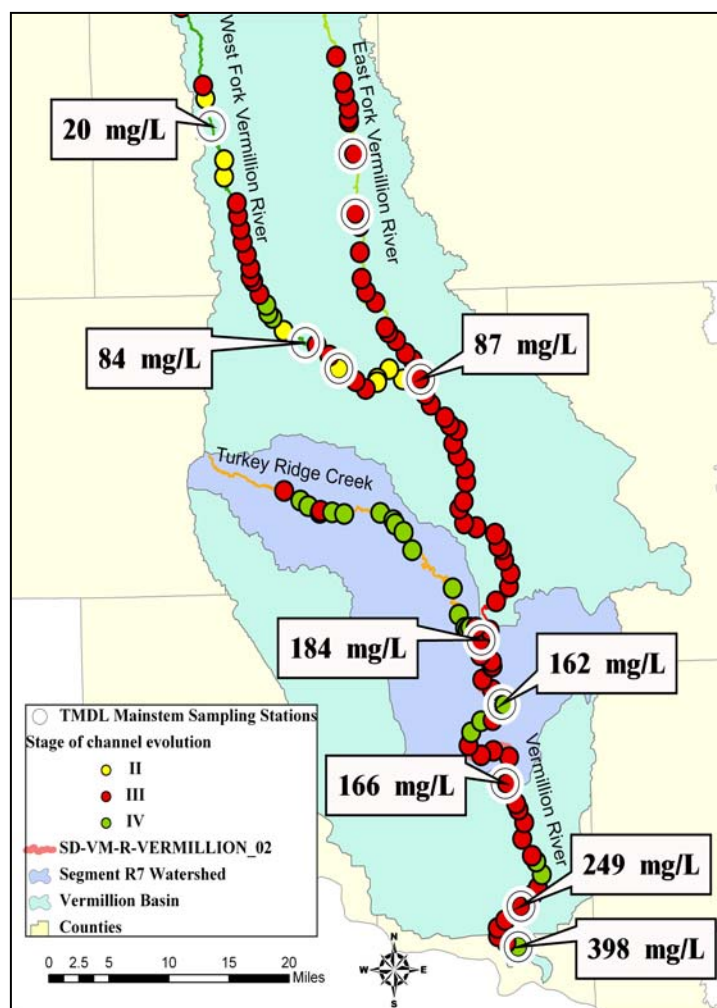 West Fork Vermillion River
East Fork Vermillion River
20 mg/L
84 mg/L
87 mg/L
Turkey Ridge Creek
184 mg/L
162 mg/L
Vermillion River
166 mg/L
249 mg/L
398 mg/L
TMDL Mainstem Sampling Stations
Stage of channel evolution
II
III
IV
SD-VM-R-VERMILLION_02
Segment R7 Watershed
Vermillion Basin
Counties
0 2.5 5 10 15 20
Miles
N
W E
S